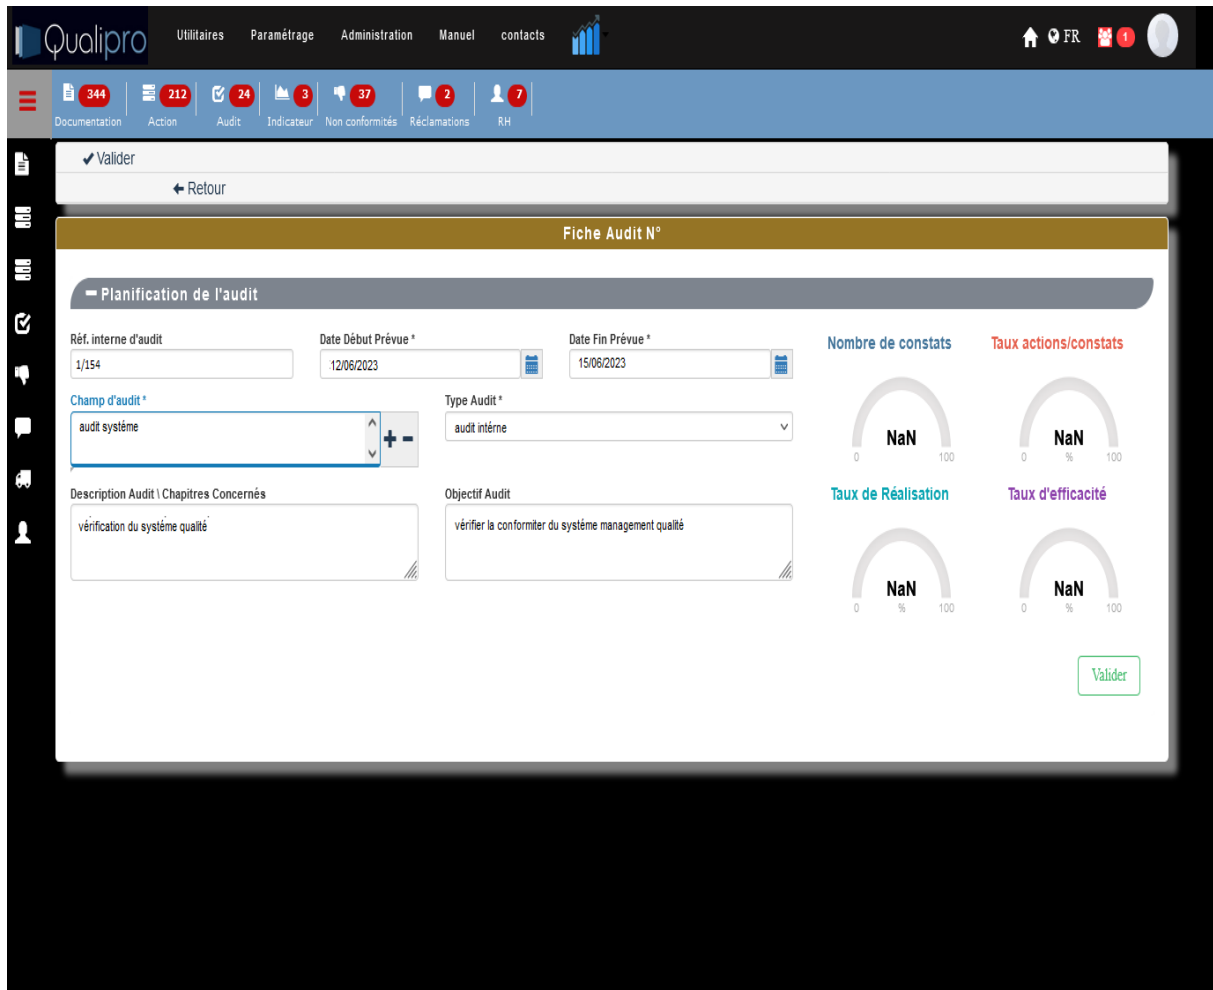 Qualipro
Utilitaires Paramétrage Administration Manuel contacts
FR 1
344 212 24 3 37 2 7
Documentation Action Audit Indicateur Non conformités Réclamations RH
Valider
Retour
Fiche Audit N°
Planification de l'audit
Réf. interne d'audit Date Début Prévue * Date Fin Prévue *
1/154 12/06/2023 15/06/2023
Champ d'audit * Type Audit *
audit systéme audit intérne
Description Audit \ Chapitres Concernés Objectif Audit
vérification du systéme qualité vérifier la conformiter du systéme management qualité
Nombre de constats Taux actions/constats
NaN NaN
0 100 0 % 100
Taux de Réalisation Taux d'efficacité
NaN NaN
0 % 100 0 % 100
Valider